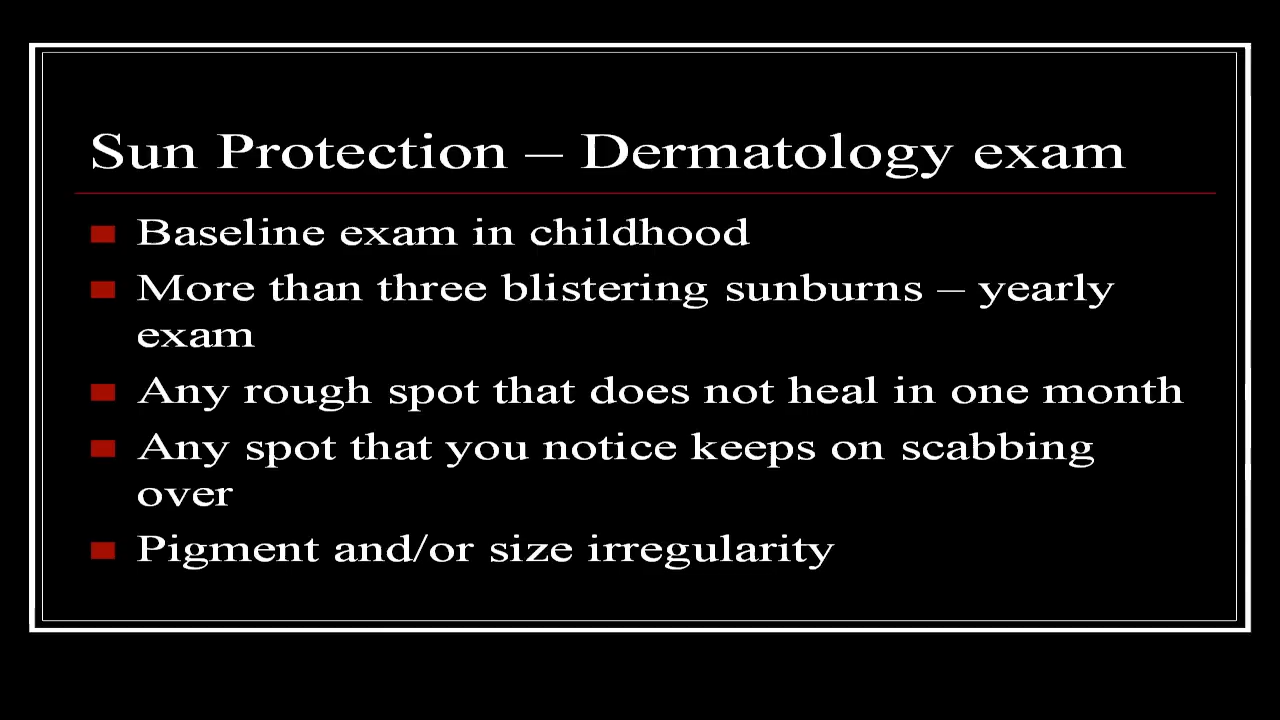 Sun Protection – Dermatology exam
Baseline exam in childhood
More than three blistering sunburns – yearly
exam
Any rough spot that does not heal in one month
Any spot that you notice keeps on scabbing
over
Pigment and/or size irregularity